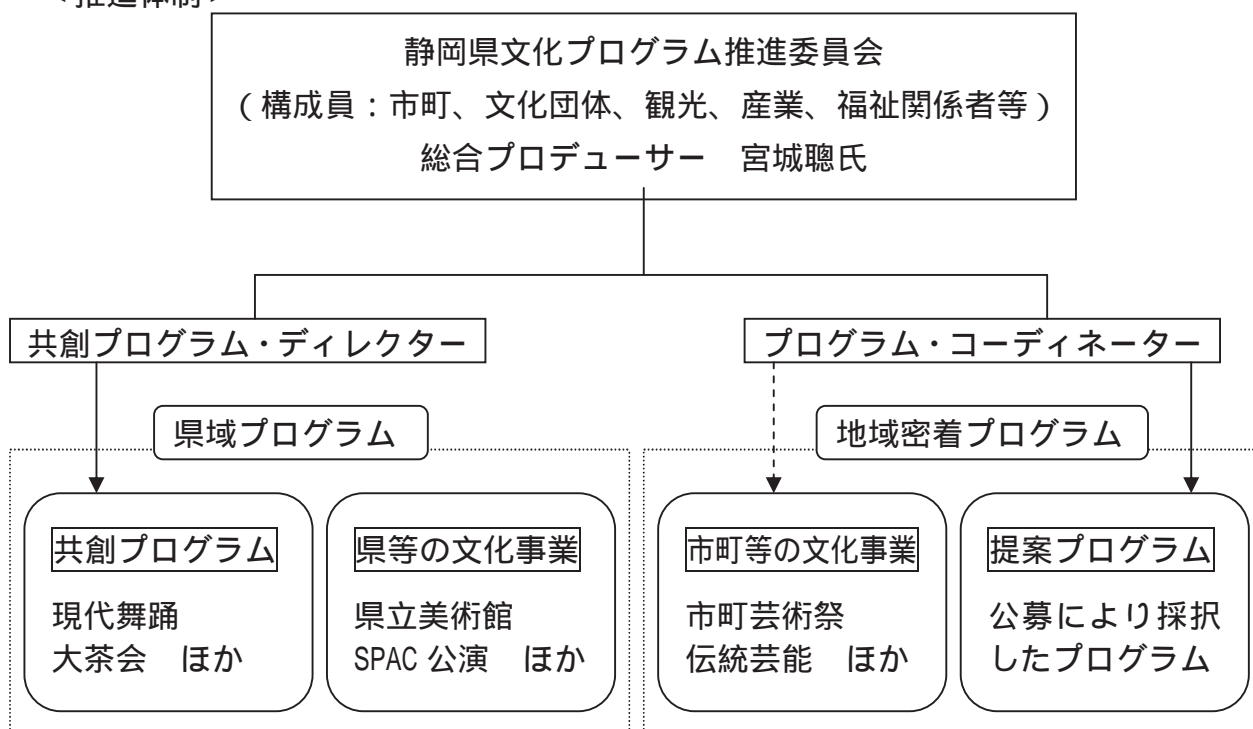 <推進体制>
静岡県文化プログラム推進委員会
(構成員:市町、文化団体、観光、産業、福祉関係者等)
総合プロデューサー　宮城聰氏
共創プログラム・ディレクター
プログラム・コーディネーター
県域プログラム
地域密着プログラム
共創プログラム
現代舞踊
大茶会　ほか
県等の文化事業
県立美術館
SPAC 公演　ほか
市町等の文化事業
市町芸術祭
伝統芸能　ほか
提案プログラム
公募により採択
したプログラム